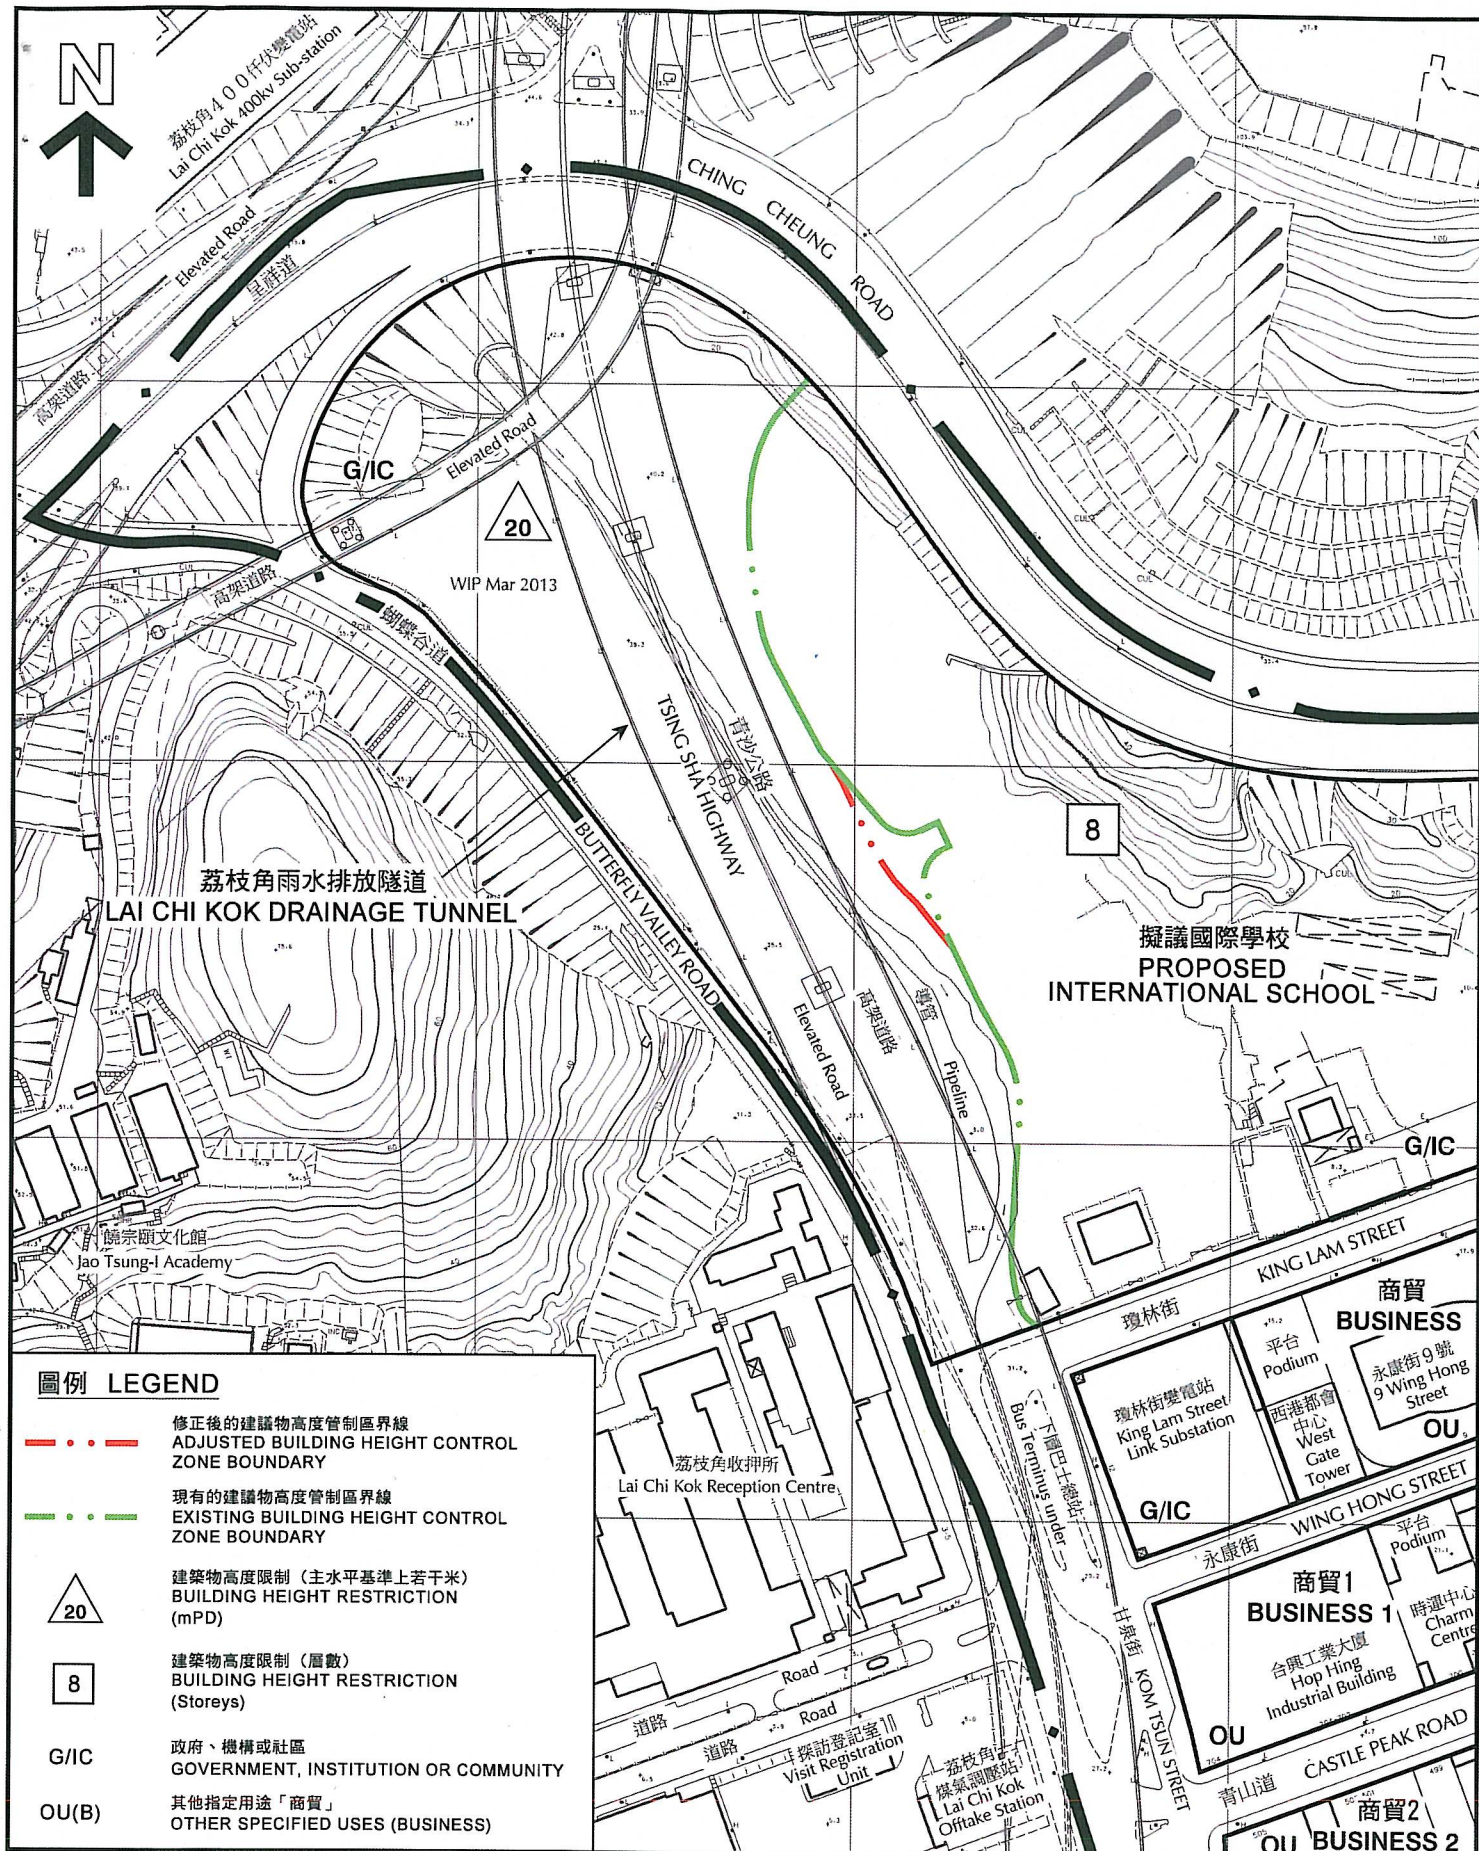 N
荔枝角400仟伏變電站
Lai Chi Kok 400kv Sub-station
CHING CHEUNG ROAD
Elevated Road
呈祥道
高架道路
G/IC
Elevated Road
20
WIP Mar 2013
高架道路
蝴蝶谷道
TSING SHA HIGHWAY
青沙公路
8
荔枝角雨水排放隧道
LAI CHI KOK DRAINAGE TUNNEL
BUTTERFLY VALLEY ROAD
擬議國際學校
PROPOSED
INTERNATIONAL SCHOOL
Elevated Road
高架道路
導管
Pipeline
G/IC
饒宗頤文化館
Jao Tsung-I Academy
KING LAM STREET
瓊林街
商貿
BUSINESS
平台
Podium
永康街9號
9 Wing Hong
Street
瓊林街變電站
King Lam Street
Link Substation
西港都會
中心
West
Gate
Tower
OU
G/IC
荔枝角收押所
Lai Chi Kok Reception Centre
下層巴士總站
Bus Terminus under
永康街
WING HONG STREET
平台
Podium
商貿1
BUSINESS 1
時運中心
Charm
Centre
合興工業大廈
Hop Hing
Industrial Building
OU
甘泉街 KOM TSUN STREET
Road
道路
Road
道路
探訪登記室
Visit Registration
Unit
荔枝角
煤氣調壓站
Lai Chi Kok
Offtake Station
青山道
CASTLE PEAK ROAD
商貿2
OU BUSINESS 2
圖例 LEGEND
修正後的建議物高度管制區界線
ADJUSTED BUILDING HEIGHT CONTROL
ZONE BOUNDARY
現有的建議物高度管制區界線
EXISTING BUILDING HEIGHT CONTROL
ZONE BOUNDARY
20
建築物高度限制（主水平基準上若干米）
BUILDING HEIGHT RESTRICTION
(mPD)
8
建築物高度限制（層數）
BUILDING HEIGHT RESTRICTION
(Storeys)
G/IC
政府、機構或社區
GOVERNMENT, INSTITUTION OR COMMUNITY
OU(B)
其他指定用途「商貿」
OTHER SPECIFIED USES (BUSINESS)